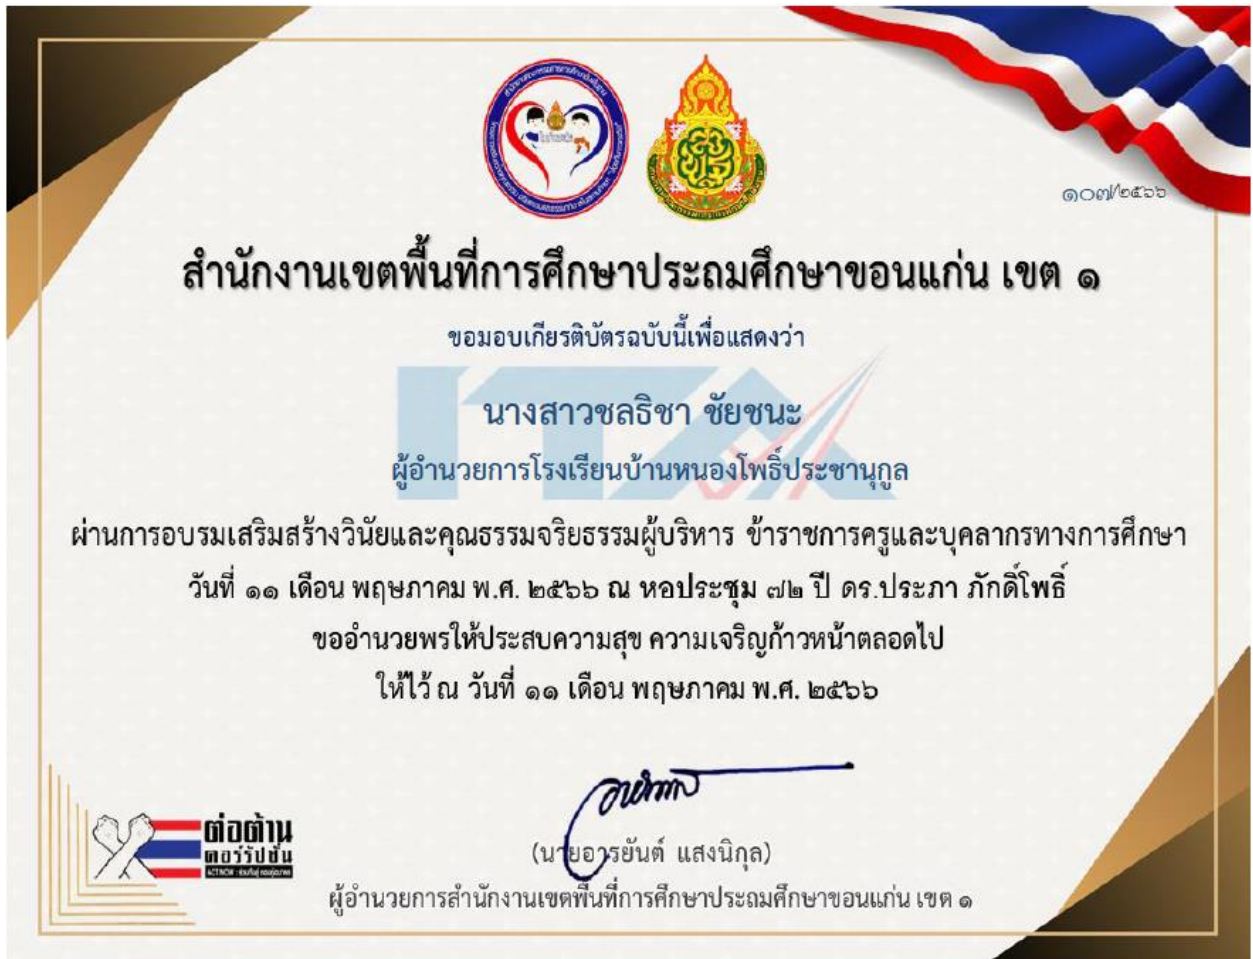 ๑๐๗/๒๕๖๖
สำนักงานเขตพื้นที่การศึกษาประถมศึกษาขอนแก่น เขต ๑
ขอมอบเกียรติบัตรฉบับนี้เพื่อแสดงว่า
ITA
นางสาวชลธิชา ชัยชนะ
ผู้อำนวยการโรงเรียนบ้านหนองโพธิ์ประชานุกูล
ผ่านการอบรมเสริมสร้างวินัยและคุณธรรมจริยธรรมผู้บริหาร ข้าราชการครูและบุคลากรทางการศึกษา
วันที่ ๑๑ เดือน พฤษภาคม พ.ศ. ๒๕๖๖ ณ หอประชุม ๗๒ ปี ดร.ประภา ภักดิ์โพธิ์
ขออำนวยพรให้ประสบความสุข ความเจริญก้าวหน้าตลอดไป
ให้ไว้ ณ วันที่ ๑๑ เดือน พฤษภาคม พ.ศ. ๒๕๖๖
ต่อต้าน
คอร์รัปชั่น
(นายอารยันต์ แสงนิกุล)
ผู้อำนวยการสำนักงานเขตพื้นที่การศึกษาประถมศึกษาขอนแก่น เขต ๑